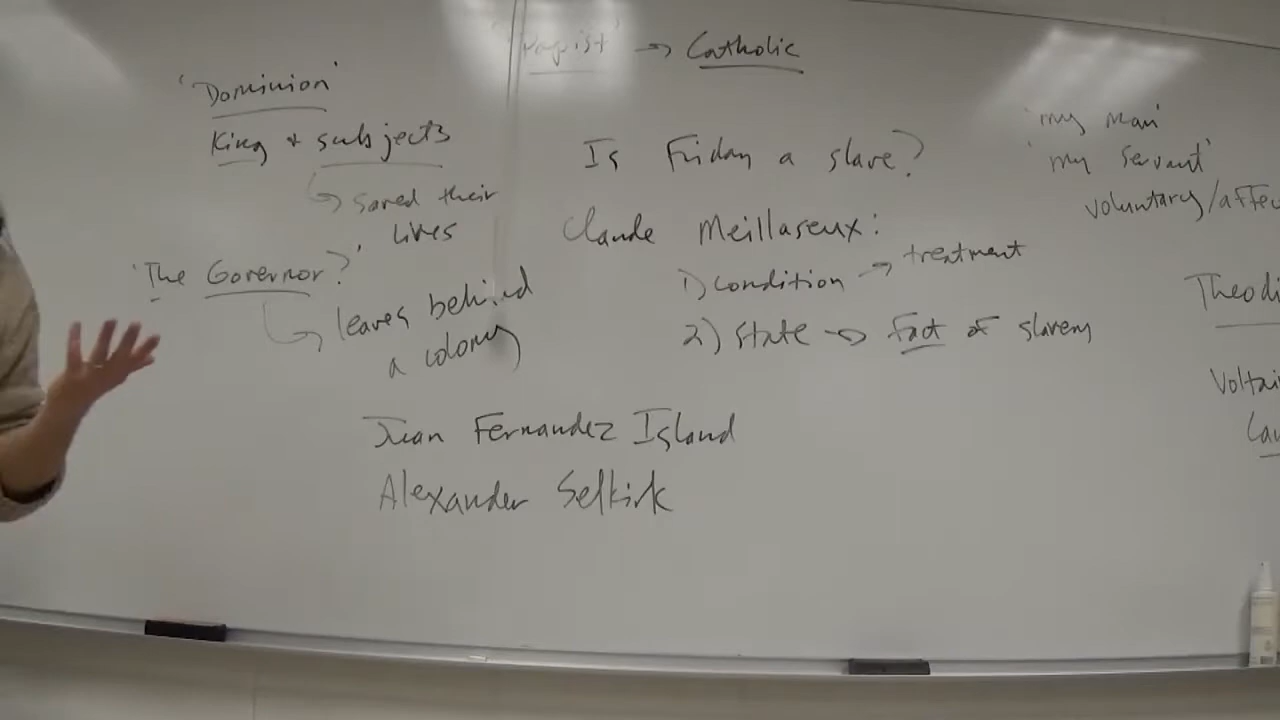 'Dominion'
King + subjects
saved their
lives
'The Governor?'
leaves behind
a colony
'Papist' → Catholic
Is Friday a slave?
Claude Meillaseux:
1) condition → treatment
2) state → fact of slavery
Juan Fernandez Island
Alexander Selkirk
'my man'
'my servant'
voluntary/affec
Theodi
Voltai